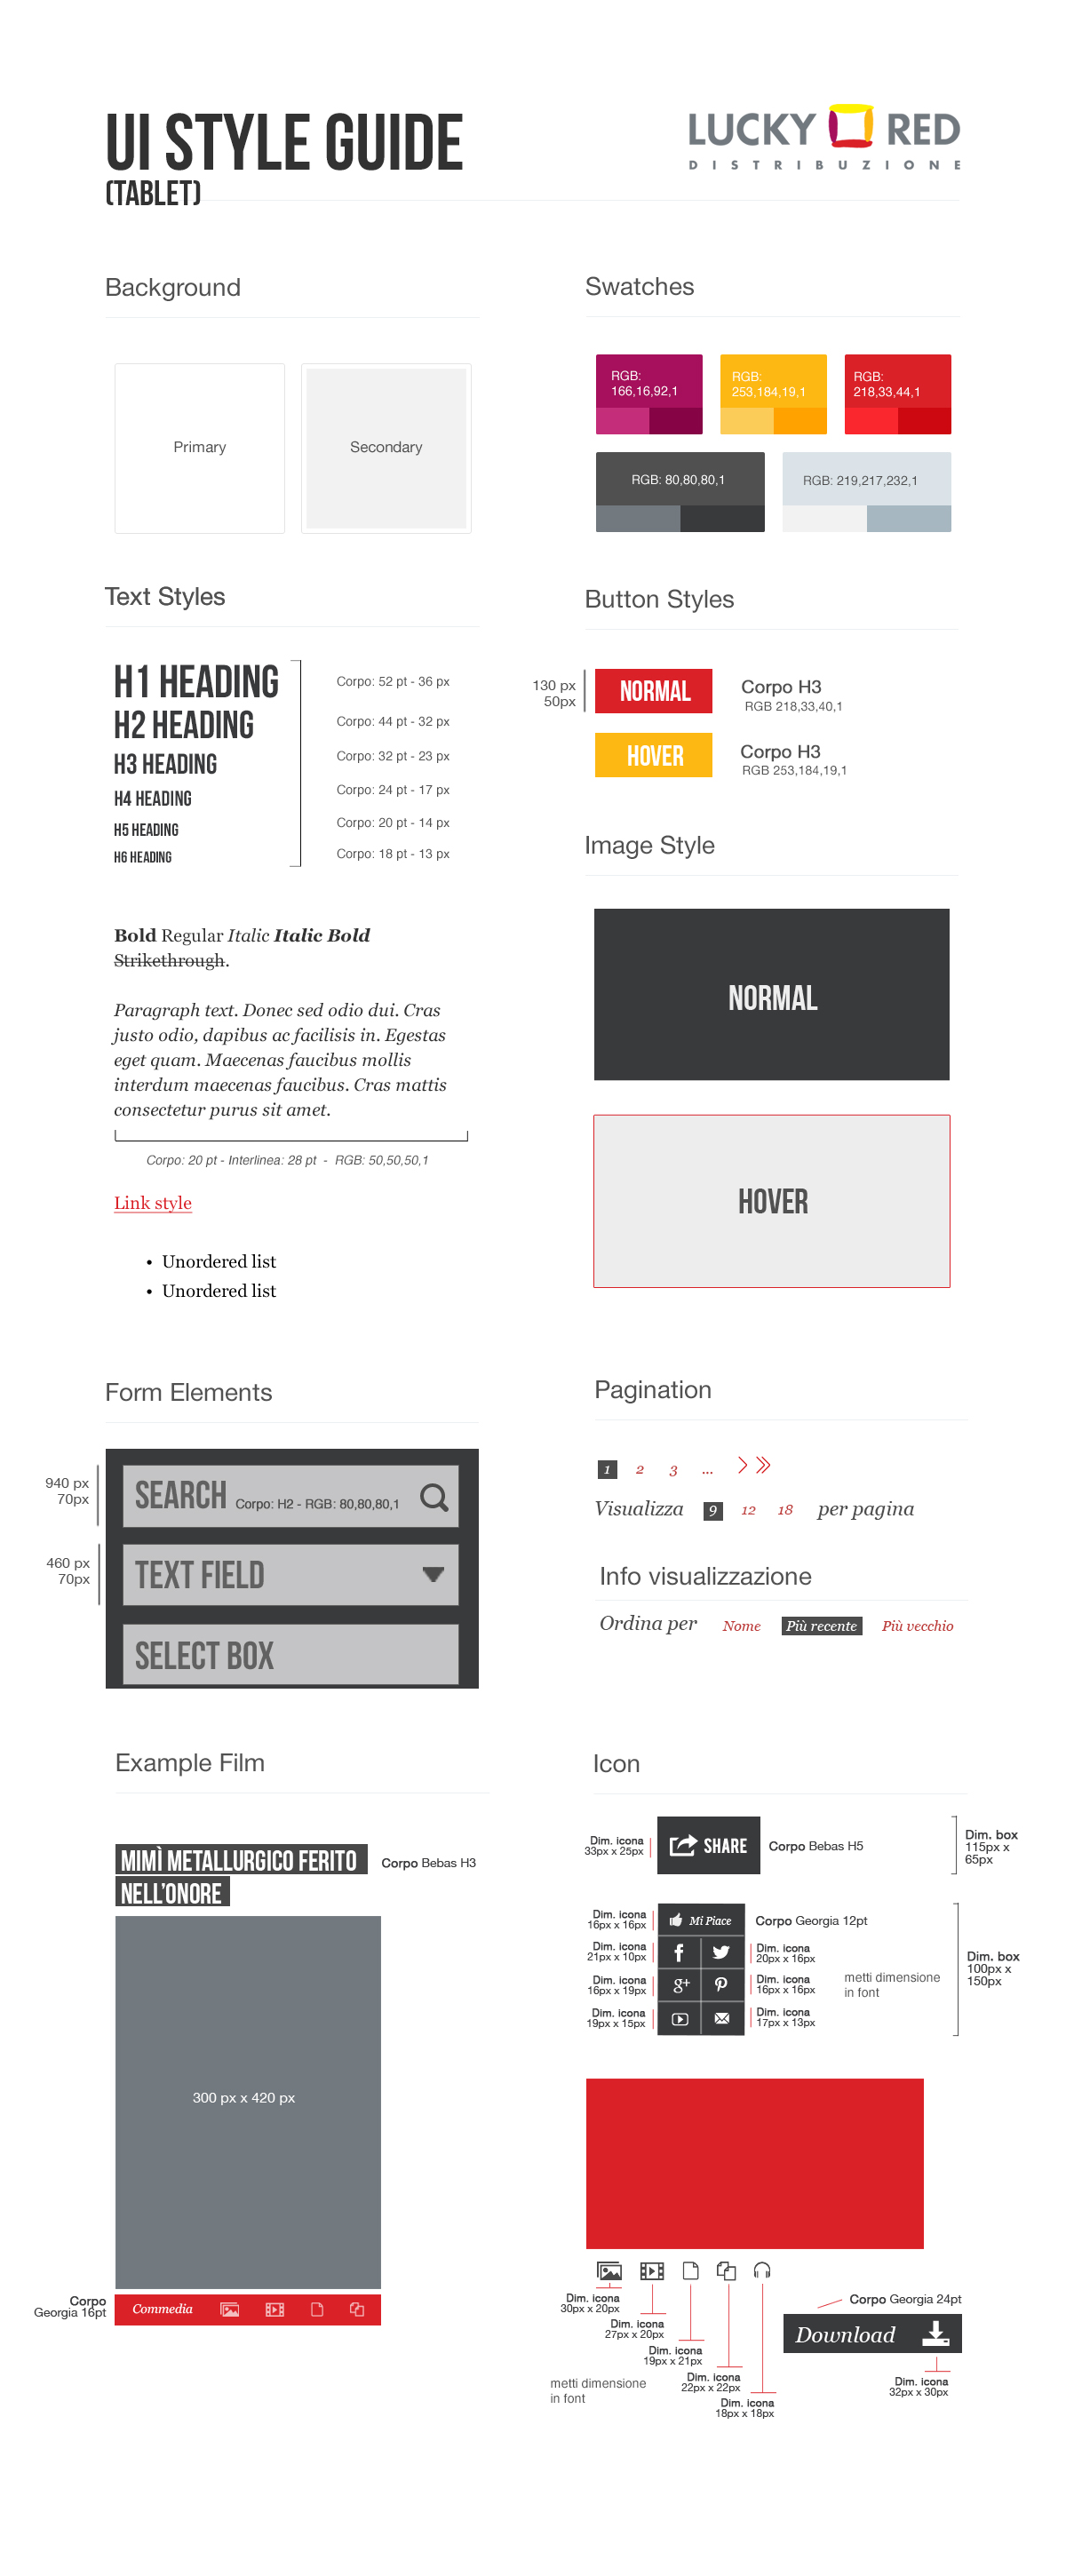 UI STYLE GUIDE
(TABLET)
LUCKY RED
DISTRIBUZIONE
Background
Primary
Secondary
Swatches
RGB:
166,16,92,1
RGB:
253,184,19,1
RGB:
218,33,44,1
RGB: 80,80,80,1
RGB: 219,217,232,1
Text Styles
H1 HEADING
Corpo: 52 pt - 36 px
H2 HEADING
Corpo: 44 pt - 32 px
H3 HEADING
Corpo: 32 pt - 23 px
H4 HEADING
Corpo: 24 pt - 17 px
H5 HEADING
Corpo: 20 pt - 14 px
H6 HEADING
Corpo: 18 pt - 13 px
Bold Regular Italic Italic Bold
Strikethrough.
Paragraph text. Donec sed odio dui. Cras
justo odio, dapibus ac facilisis in. Egestas
eget quam. Maecenas faucibus mollis
interdum maecenas faucibus. Cras mattis
consectetur purus sit amet.
Corpo: 20 pt - Interlinea: 28 pt - RGB: 50,50,50,1
Link style
• Unordered list
• Unordered list
Button Styles
130 px
50px
NORMAL
Corpo H3
RGB 218,33,40,1
HOVER
Corpo H3
RGB 253,184,19,1
Image Style
NORMAL
HOVER
Form Elements
940 px
70px
SEARCH Corpo: H2 - RGB: 80,80,80,1
460 px
70px
TEXT FIELD
SELECT BOX
Pagination
1 2 3 ...
Visualizza 9 12 18 per pagina
Info visualizzazione
Ordina per Nome Più recente Più vecchio
Example Film
MIMÌ METALLURGICO FERITO
NELL'ONORE
Corpo Bebas H3
300 px x 420 px
Corpo
Georgia 16pt
Commedia
Icon
Dim. icona
33px x 25px
SHARE
Corpo Bebas H5
Dim. box
115px x
65px
Dim. icona
16px x 16px
Mi Piace
Corpo Georgia 12pt
Dim. icona
21px x 10px
Dim. icona
20px x 16px
Dim. icona
16px x 19px
g+
Dim. icona
16px x 16px
Dim. icona
19px x 15px
Dim. icona
17px x 13px
metti dimensione
in font
Dim. box
100px x
150px
Dim. icona
30px x 20px
Dim. icona
27px x 20px
Dim. icona
19px x 21px
Dim. icona
22px x 22px
Dim. icona
18px x 18px
metti dimensione
in font
Corpo Georgia 24pt
Download
Dim. icona
32px x 30px